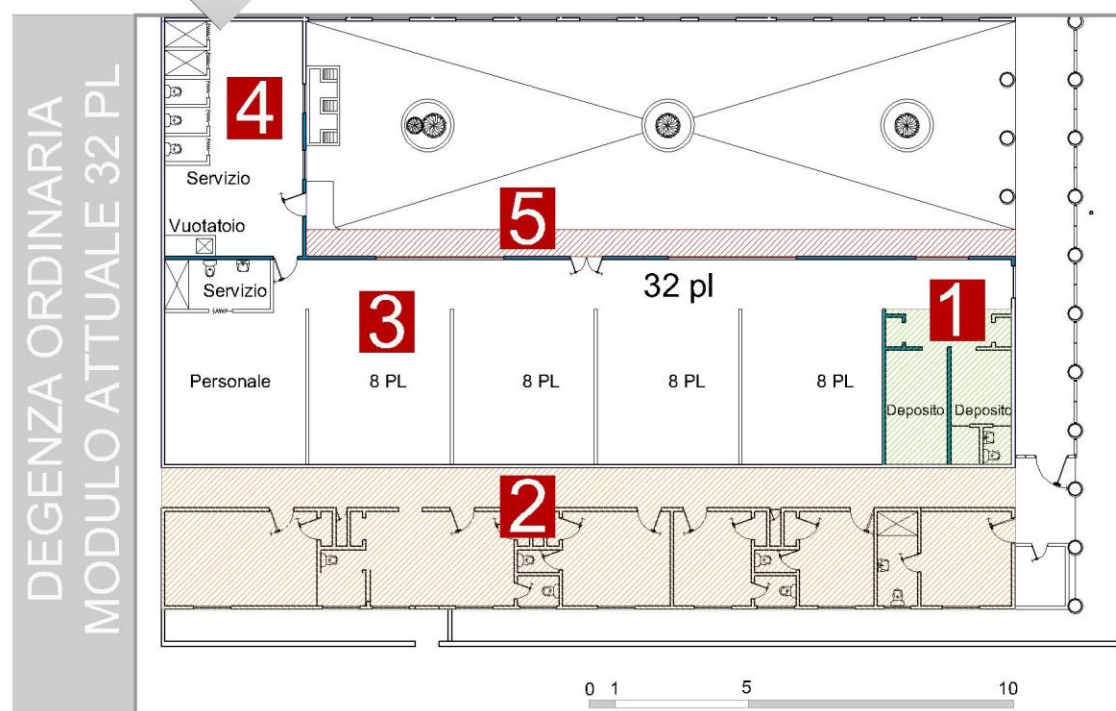 DEGENZA ORDINARIA
MODULO ATTUALE 32 PL
4
Servizio
Vuotatoio
5
Servizio
32 pl
3
1
Personale
8 PL
8 PL
8 PL
8 PL
Deposito
Deposito
2
0 1 5 10